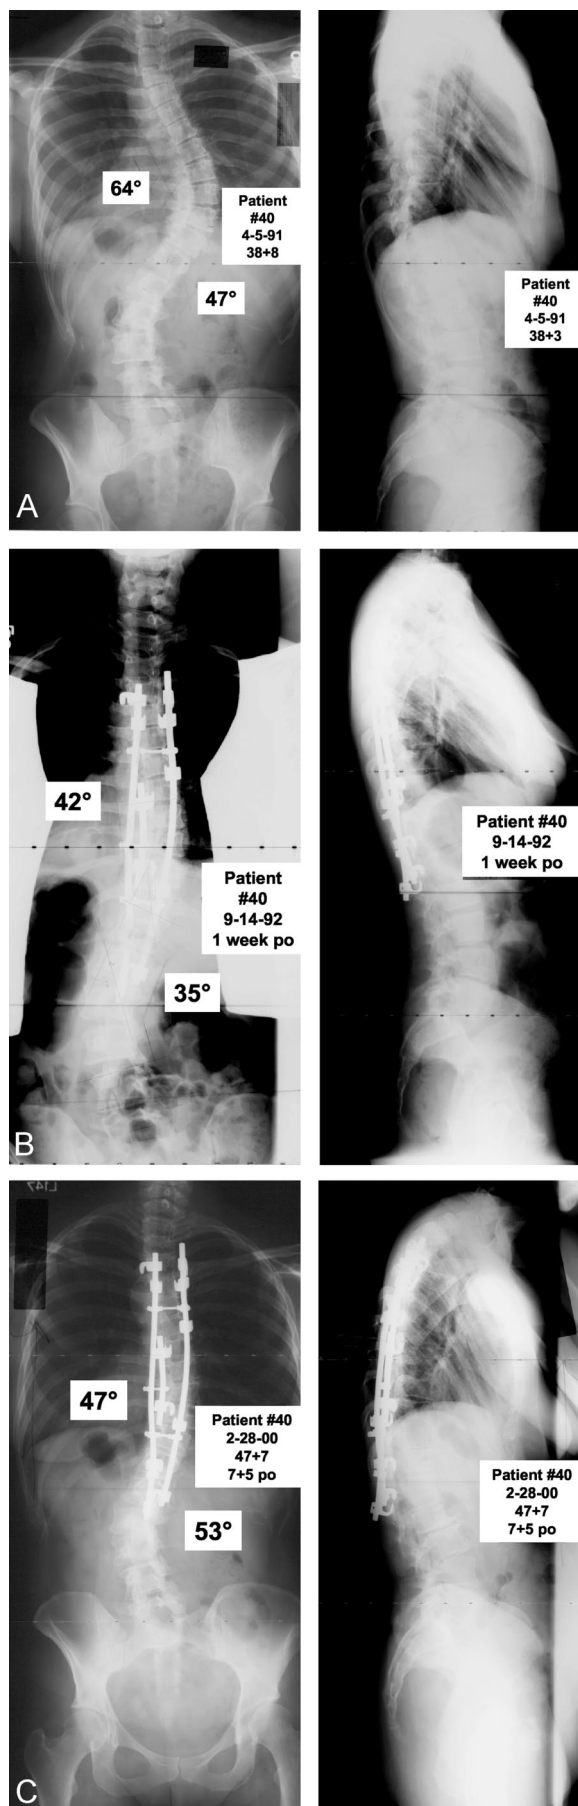 64°
Patient
#40
4-5-91
38+8
47°
Patient
#40
4-5-91
38+3
A
42°
Patient
#40
9-14-92
1 week po
35°
Patient #40
9-14-92
1 week po
B
L147
47°
Patient #40
2-28-00
47+7
7+5 po
53°
Patient #40
2-28-00
47+7
7+5 po
C